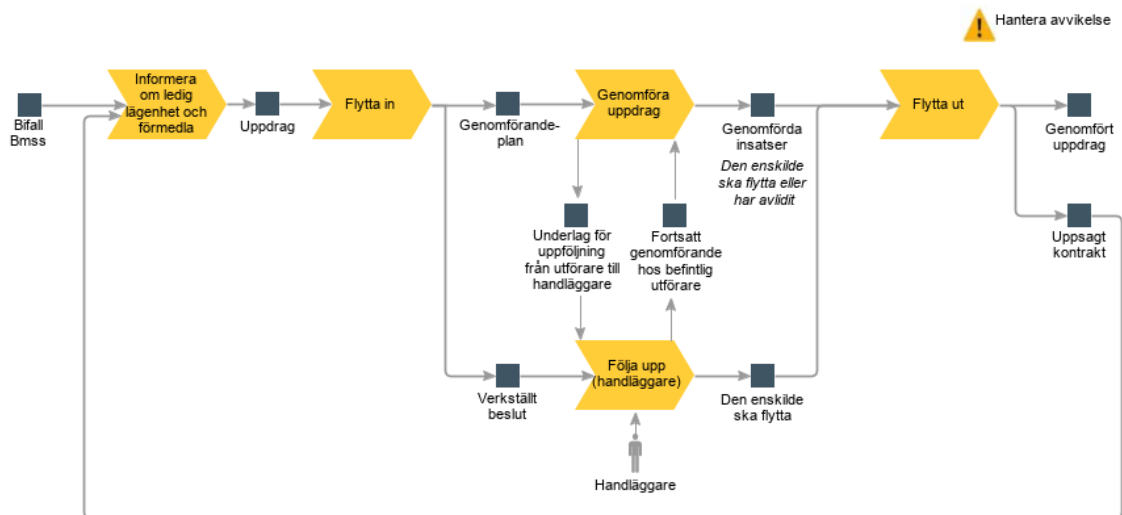 Hantera avvikelse
Informera
om ledig
lägenhet och
förmedla
Flytta in
Genomföra
uppdrag
Flytta ut
Bifall
Bmss
Uppdrag
Genomförande-
plan
Genomförda
insatser
Den enskilde
ska flytta eller
har avlidit
Genomfört
uppdrag
Underlag för
uppföljning
från utförare till
handläggare
Fortsatt
genomförande
hos befintlig
utförare
Uppsagt
kontrakt
Följa upp
(handläggare)
Verkställt
beslut
Den enskilde
ska flytta
Handläggare